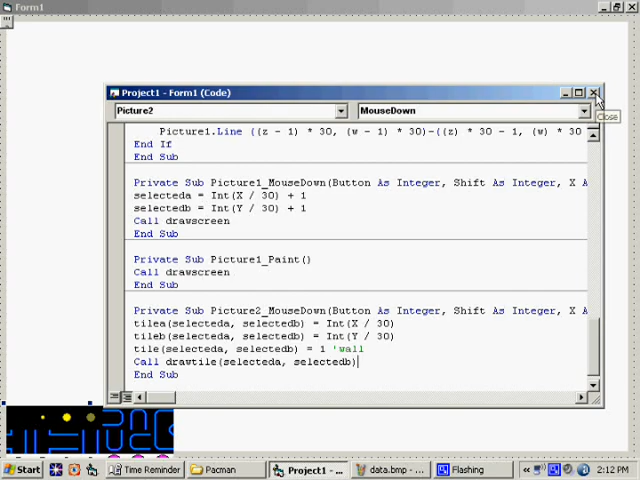 Form1
Project1 - Form1 (Code)
Picture2
MouseDown
Close
Picture1.Line ((z - 1) * 30, (w - 1) * 30)-((z) * 30 - 1, (w) * 30
End If
End Sub
Private Sub Picture1_MouseDown(Button As Integer, Shift As Integer, X A
selecteda = Int(X / 30) + 1
selectedb = Int(Y / 30) + 1
Call drawscreen
End Sub
Private Sub Picture1_Paint()
Call drawscreen
End Sub
Private Sub Picture2_MouseDown(Button As Integer, Shift As Integer, X A
tilea(selecteda, selectedb) = Int(X / 30)
tileb(selecteda, selectedb) = Int(Y / 30)
tile(selecteda, selectedb) = 1 'wall
Call drawtile(selecteda, selectedb)
End Sub
Start
Time Reminder
Pacman
Project1 - ...
data.bmp - ...
Flashing
2:12 PM